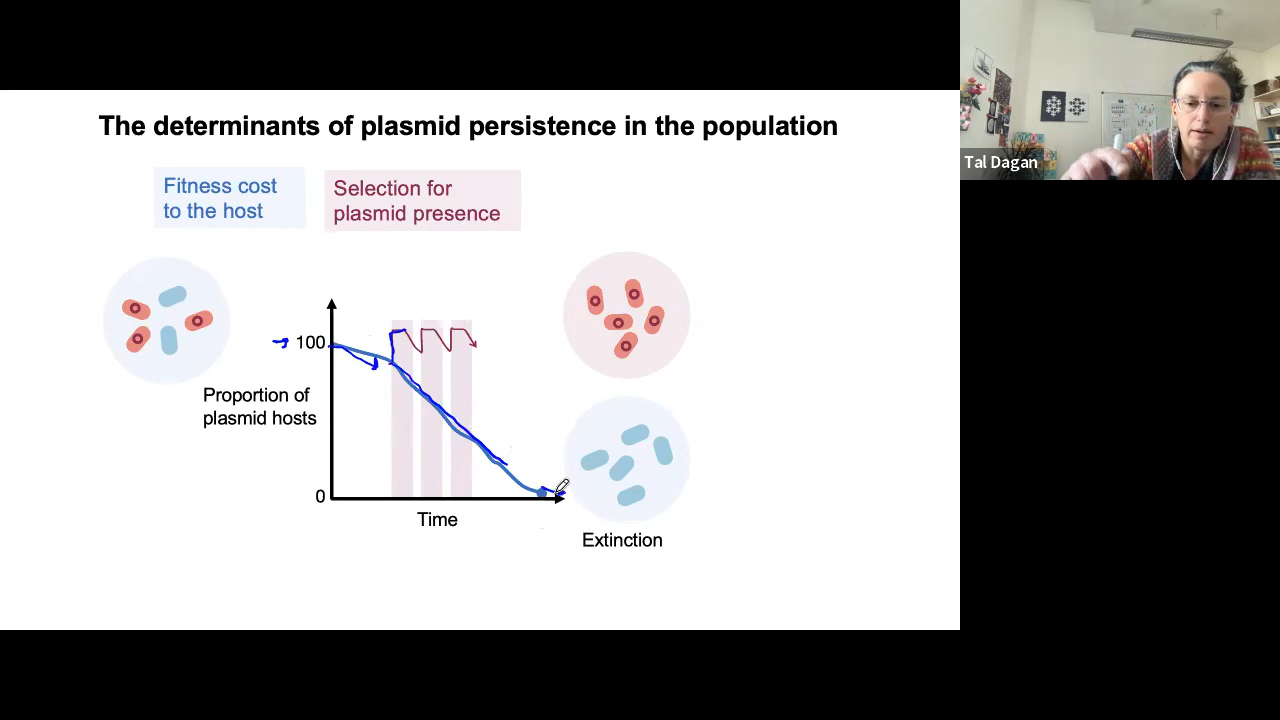 The determinants of plasmid persistence in the population
Fitness cost
to the host
Selection for
plasmid presence
100
Proportion of
plasmid hosts
0
Time
Extinction
Tal Dagan